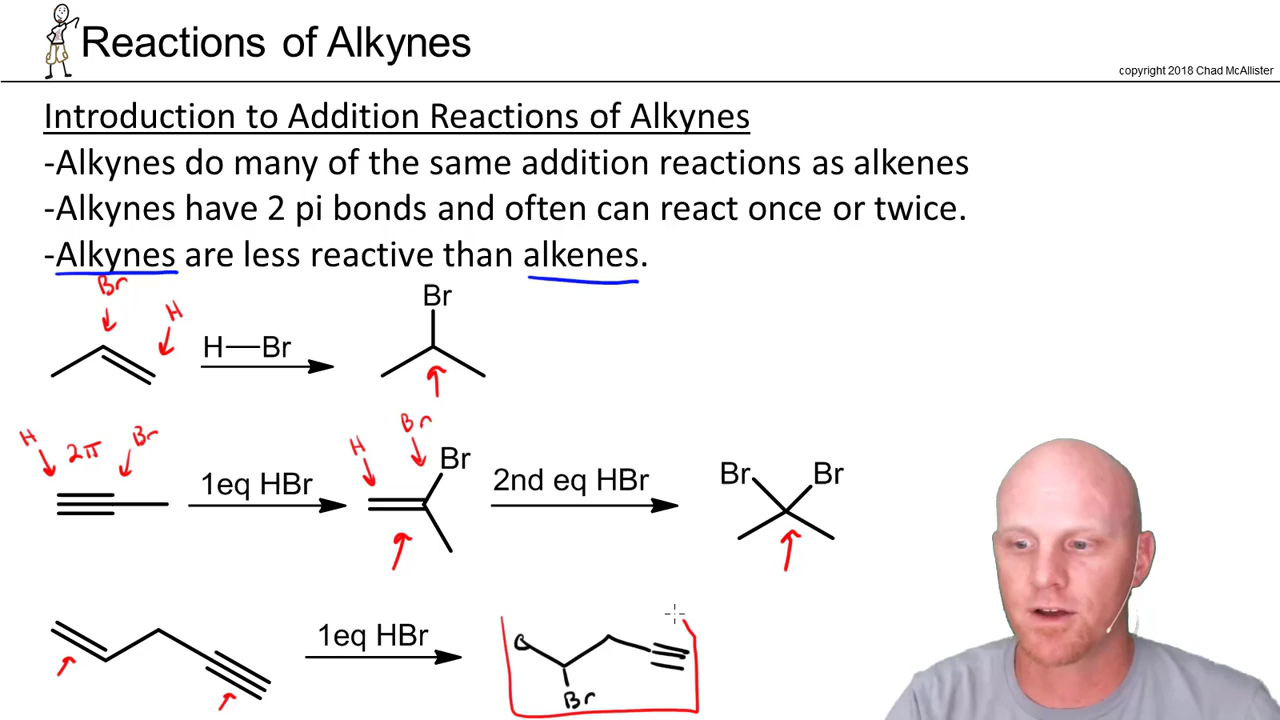 Reactions of Alkynes
copyright 2018 Chad McAllister
Introduction to Addition Reactions of Alkynes
-Alkynes do many of the same addition reactions as alkenes
-Alkynes have 2 pi bonds and often can react once or twice.
-Alkynes are less reactive than alkenes.
Br
H
H—Br
Br
H
2π
Br
1eq HBr
H
Br
Br
2nd eq HBr
Br Br
1eq HBr
Br